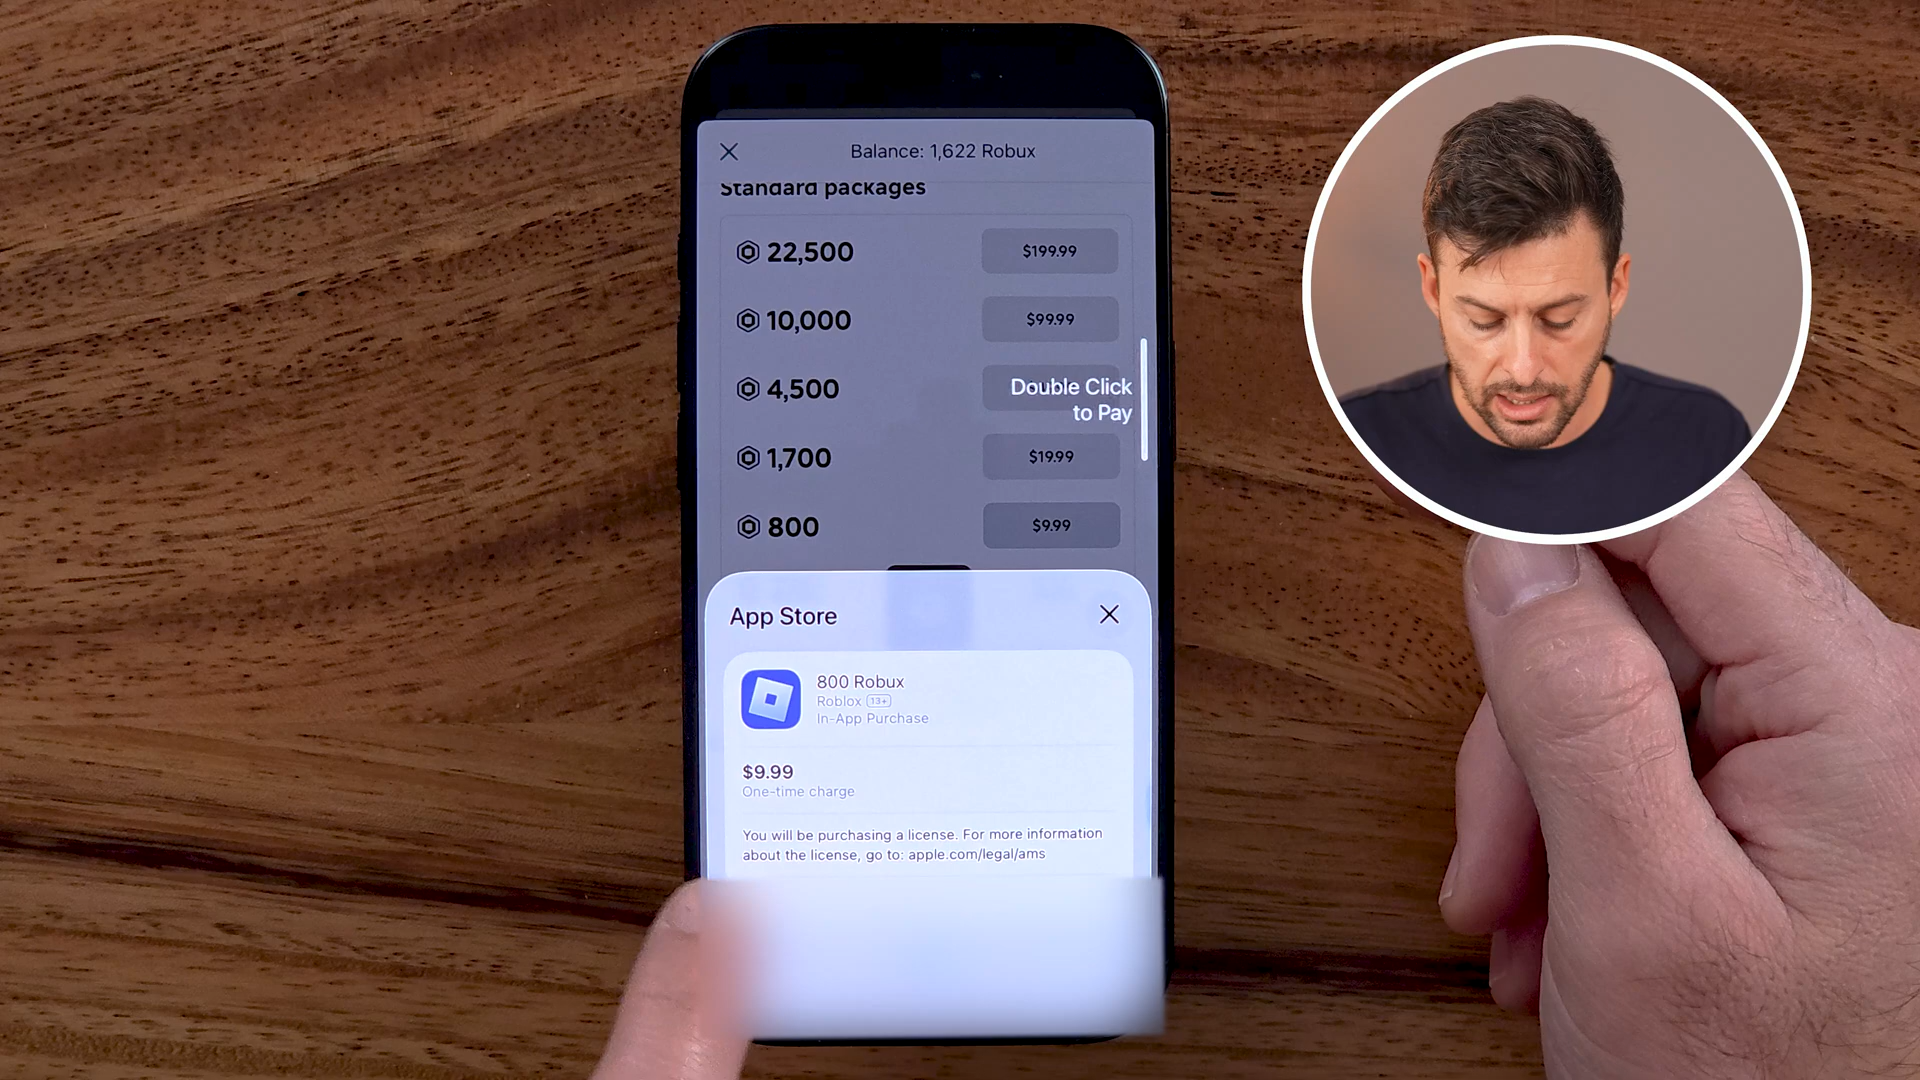 Balance: 1,622 Robux
Standard packages
22,500
$199.99
10,000
$99.99
4,500
Double Click
to Pay
1,700
$19.99
800
$9.99
App Store
800 Robux
Roblox 13+
In-App Purchase
$9.99
One-time charge
You will be purchasing a license. For more information
about the license, go to: apple.com/legal/ams